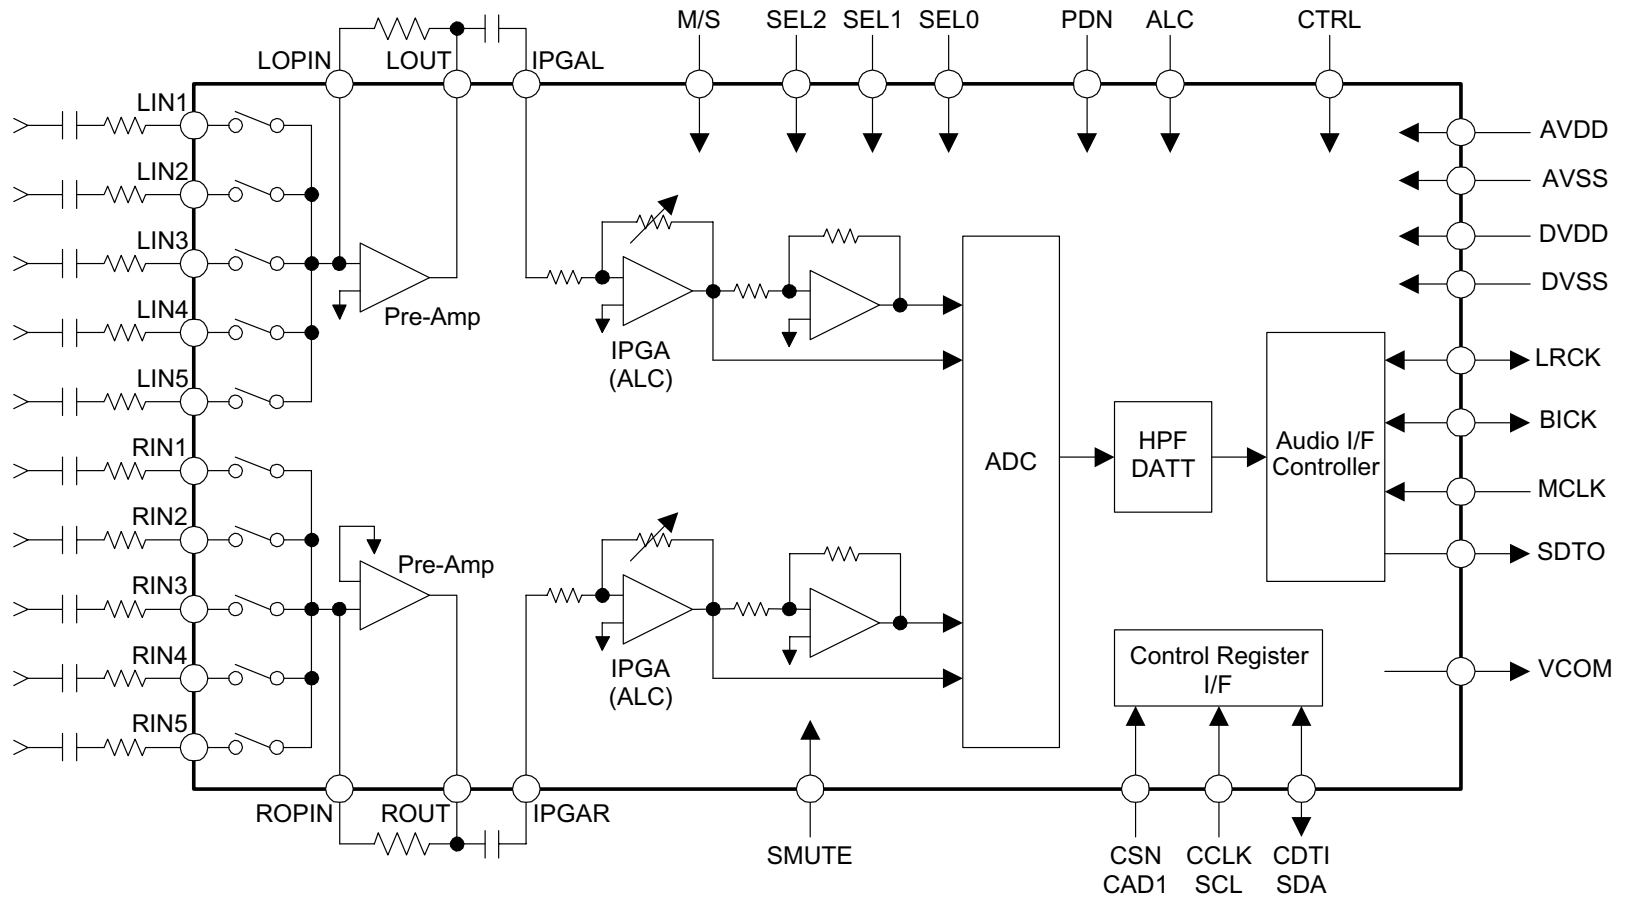 M/S SEL2 SEL1 SEL0 PDN ALC CTRL
LOPIN LOUT IPGAL
LIN1
AVDD
LIN2
AVSS
LIN3
DVDD
DVSS
LIN4
Pre-Amp
IPGA
(ALC)
LRCK
LIN5
BICK
RIN1
ADC
HPF
DATT
Audio I/F
Controller
MCLK
RIN2
SDTO
Pre-Amp
RIN3
RIN4
IPGA
(ALC)
Control Register
I/F
VCOM
RIN5
ROPIN ROUT IPGAR
SMUTE
CSN
CAD1
CCLK
SCL
CDTI
SDA